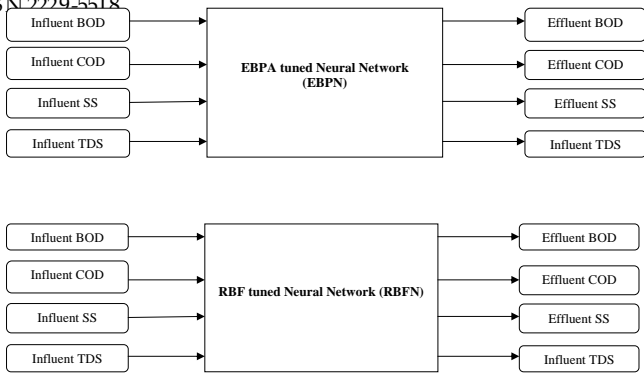 N 2229-5518
Influent BOD
Influent COD
Influent SS
Influent TDS
EBPA tuned Neural Network
(EBPN)
Effluent BOD
Effluent COD
Effluent SS
Influent TDS
Influent BOD
Influent COD
Influent SS
Influent TDS
RBF tuned Neural Network (RBFN)
Effluent BOD
Effluent COD
Effluent SS
Influent TDS